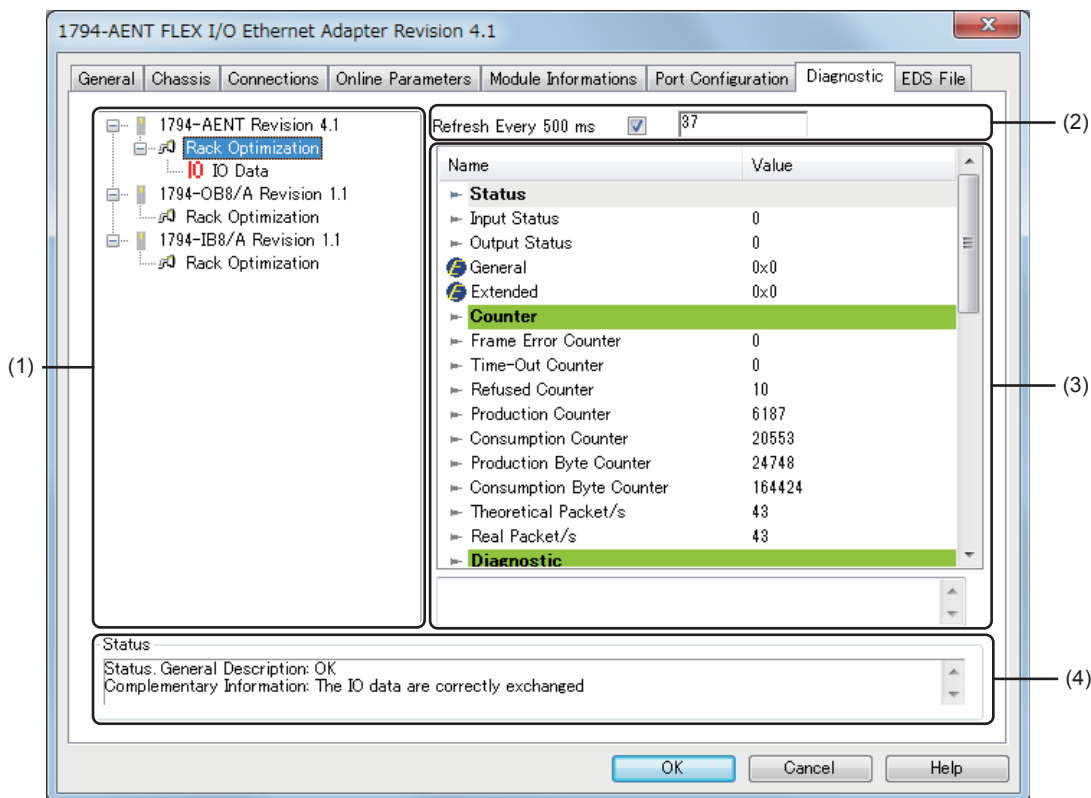 1794-AENT FLEX I/O Ethernet Adapter Revision 4.1
General Chassis Connections Online Parameters Module Informations Port Configuration Diagnostic EDS File
1794-AENT Revision 4.1
Rack Optimization
IO Data
1794-OB8/A Revision 1.1
Rack Optimization
1794-IB8/A Revision 1.1
Rack Optimization
(1)
Refresh Every 500 ms 37
(2)
Name Value
Status
Input Status 0
Output Status 0
General 0x0
Extended 0x0
Counter
Frame Error Counter 0
Time-Out Counter 0
Refused Counter 10
Production Counter 6187
Consumption Counter 20553
Production Byte Counter 24748
Consumption Byte Counter 164424
Theoretical Packet/s 43
Real Packet/s 43
Diagnostic
(3)
Status
Status. General Description: OK
Complementary Information: The IO data are correctly exchanged
(4)
OK Cancel Help